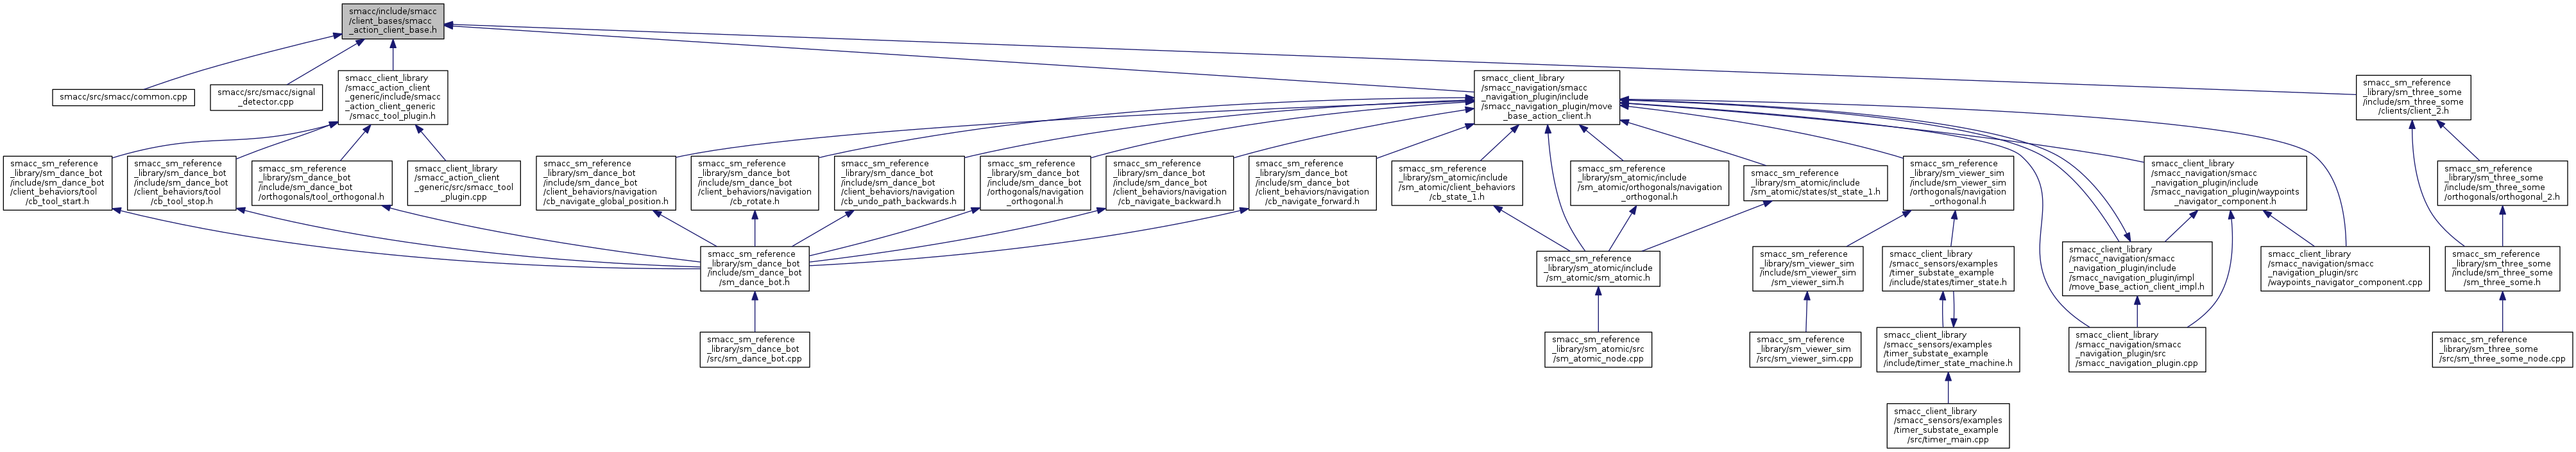 smacc/include/smacc
/client_bases/smacc
_action_client_base.h
smacc/src/smacc/common.cpp
smacc/src/smacc/signal
_detector.cpp
smacc_client_library
/smacc_action_client
_generic/include/smacc
_action_client_generic
/smacc_tool_plugin.h
smacc_client_library
/smacc_navigation/smacc
_navigation_plugin/include
/smacc_navigation_plugin/move
_base_action_client.h
smacc_sm_reference
_library/sm_three_some
/include/sm_three_some
/clients/client_2.h
smacc_sm_reference
_library/sm_dance_bot
/include/sm_dance_bot
/client_behaviors/tool
/cb_tool_start.h
smacc_sm_reference
_library/sm_dance_bot
/include/sm_dance_bot
/client_behaviors/tool
/cb_tool_stop.h
smacc_sm_reference
_library/sm_dance_bot
/include/sm_dance_bot
/orthogonals/tool_orthogonal.h
smacc_client_library
/smacc_action_client
_generic/src/smacc_tool
_plugin.cpp
smacc_sm_reference
_library/sm_dance_bot
/include/sm_dance_bot
/client_behaviors/navigation
/cb_navigate_global_position.h
smacc_sm_reference
_library/sm_dance_bot
/include/sm_dance_bot
/client_behaviors/navigation
/cb_rotate.h
smacc_sm_reference
_library/sm_dance_bot
/include/sm_dance_bot
/client_behaviors/navigation
/cb_undo_path_backwards.h
smacc_sm_reference
_library/sm_dance_bot
/include/sm_dance_bot
/orthogonals/navigation
_orthogonal.h
smacc_sm_reference
_library/sm_dance_bot
/include/sm_dance_bot
/client_behaviors/navigation
/cb_navigate_backward.h
smacc_sm_reference
_library/sm_dance_bot
/include/sm_dance_bot
/client_behaviors/navigation
/cb_navigate_forward.h
smacc_sm_reference
_library/sm_atomic/include
/sm_atomic/client_behaviors
/cb_state_1.h
smacc_sm_reference
_library/sm_atomic/include
/sm_atomic/orthogonals/navigation
_orthogonal.h
smacc_sm_reference
_library/sm_atomic/include
/sm_atomic/states/st_state_1.h
smacc_sm_reference
_library/sm_viewer_sim
/include/sm_viewer_sim
/orthogonals/navigation
_orthogonal.h
smacc_client_library
/smacc_navigation/smacc
_navigation_plugin/include
/smacc_navigation_plugin/waypoints
_navigator_component.h
smacc_sm_reference
_library/sm_three_some
/include/sm_three_some
/orthogonals/orthogonal_2.h
smacc_sm_reference
_library/sm_dance_bot
/include/sm_dance_bot
/sm_dance_bot.h
smacc_sm_reference
_library/sm_atomic/include
/sm_atomic/sm_atomic.h
smacc_sm_reference
_library/sm_viewer_sim
/include/sm_viewer_sim
/sm_viewer_sim.h
smacc_client_library
/smacc_sensors/examples
/timer_substate_example
/include/states/timer_state.h
smacc_client_library
/smacc_navigation/smacc
_navigation_plugin/include
/smacc_navigation_plugin/impl
/move_base_action_client_impl.h
smacc_client_library
/smacc_navigation/smacc
_navigation_plugin/src
/waypoints_navigator_component.cpp
smacc_sm_reference
_library/sm_three_some
/include/sm_three_some
/sm_three_some.h
smacc_sm_reference
_library/sm_dance_bot
/src/sm_dance_bot.cpp
smacc_sm_reference
_library/sm_atomic/src
/sm_atomic_node.cpp
smacc_sm_reference
_library/sm_viewer_sim
/src/sm_viewer_sim.cpp
smacc_client_library
/smacc_sensors/examples
/timer_substate_example
/include/timer_state_machine.h
smacc_client_library
/smacc_navigation/smacc
_navigation_plugin/src
/smacc_navigation_plugin.cpp
smacc_sm_reference
_library/sm_three_some
/src/sm_three_some_node.cpp
smacc_client_library
/smacc_sensors/examples
/timer_substate_example
/src/timer_main.cpp